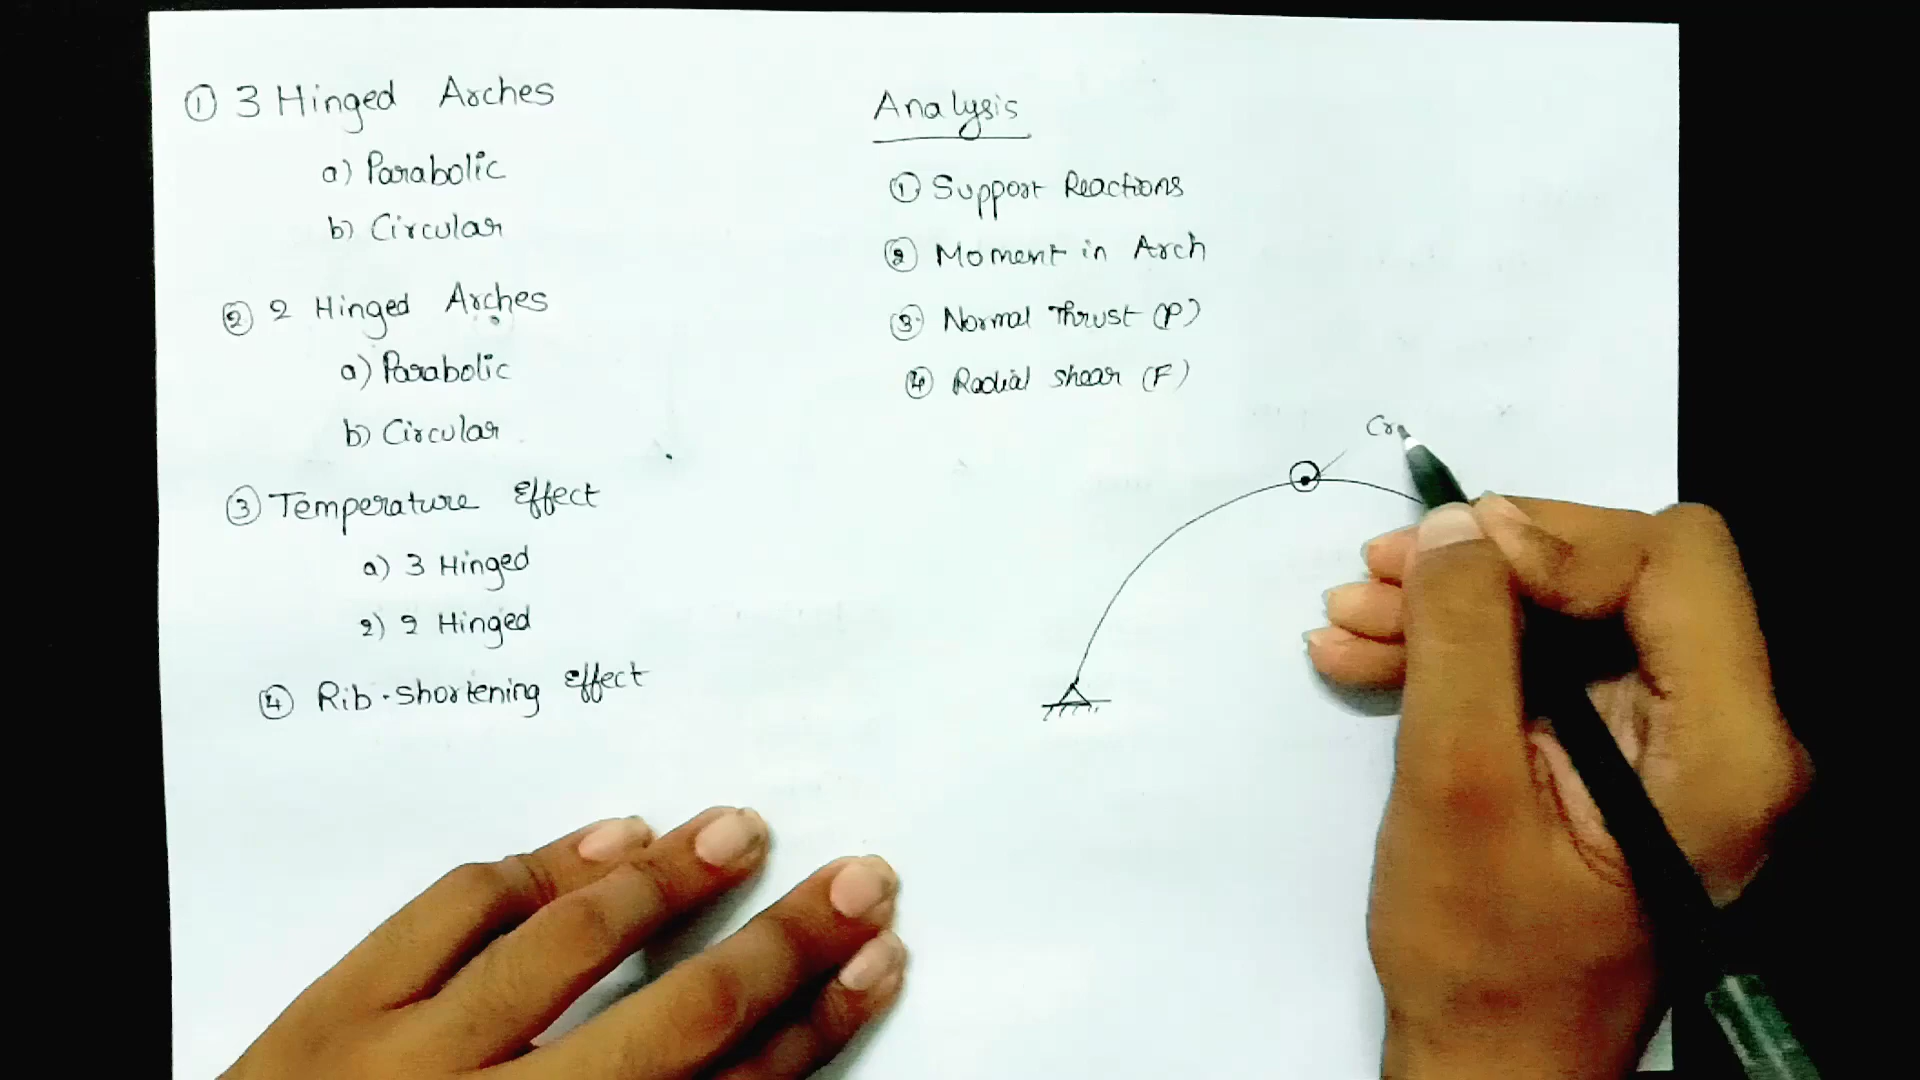 ① 3 Hinged Arches
a) Parabolic
b) Circular
② 2 Hinged Arches
a) Parabolic
b) Circular
③ Temperature Effect
a) 3 Hinged
2) 2 Hinged
④ Rib-shortening effect
Analysis
① Support Reactions
② Moment in Arch
③ Normal Thrust (P)
④ Radial shear (F)
Cr